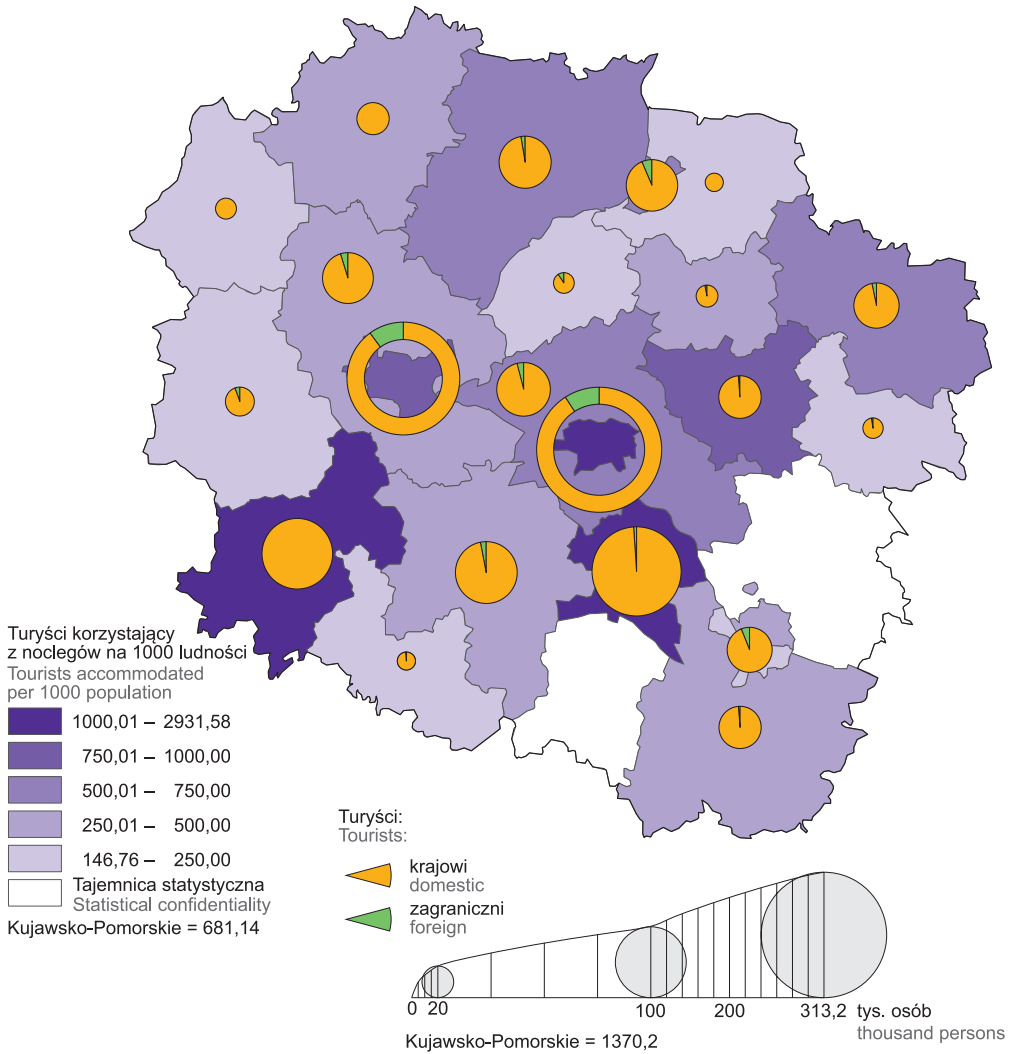 Turyści korzystający
z noclegów na 1000 ludności
Tourists accommodated
per 1000 population
1000,01 – 2931,58
750,01 – 1000,00
500,01 – 750,00
250,01 – 500,00
146,76 – 250,00
Tajemnica statystyczna
Statistical confidentiality
Kujawsko-Pomorskie = 681,14
Turyści:
Tourists:
krajowi
domestic
zagraniczni
foreign
0 20 100 200 313,2 tys. osób
thousand persons
Kujawsko-Pomorskie = 1370,2